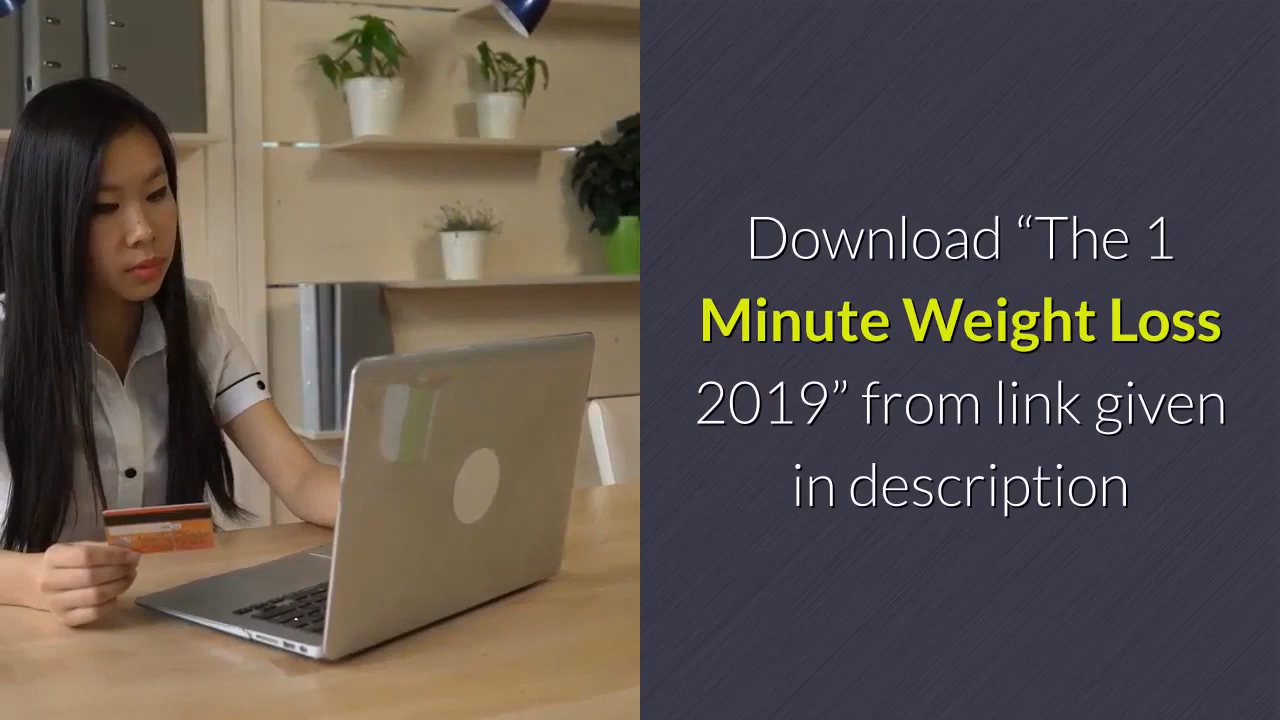 Download “The 1
Minute Weight Loss
2019” from link given
in description